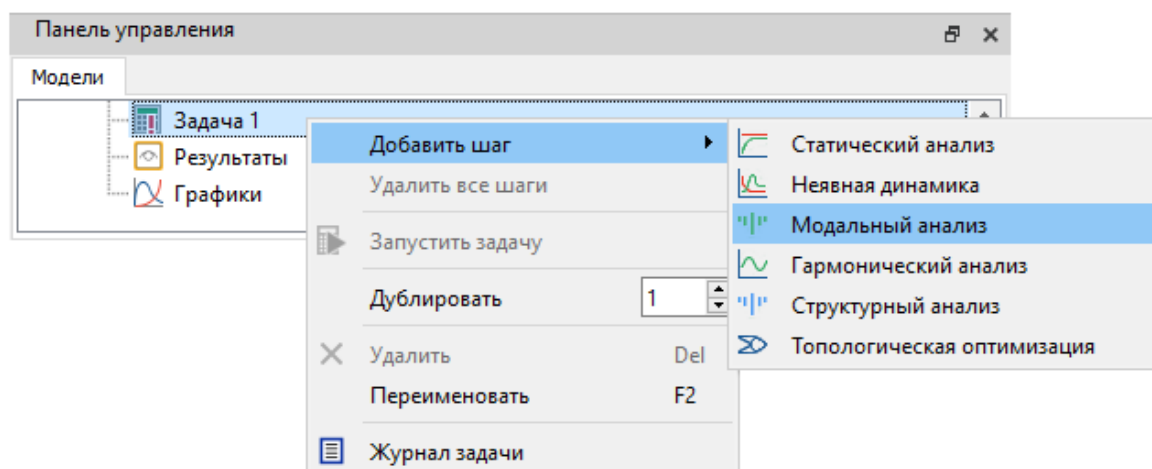 Панель управления
Модели
Задача 1
Результаты
Графики
Добавить шаг
Удалить все шаги
Запустить задачу
Дублировать 1
Удалить Del
Переименовать F2
Журнал задачи
Статический анализ
Неявная динамика
Модальный анализ
Гармонический анализ
Структурный анализ
Топологическая оптимизация